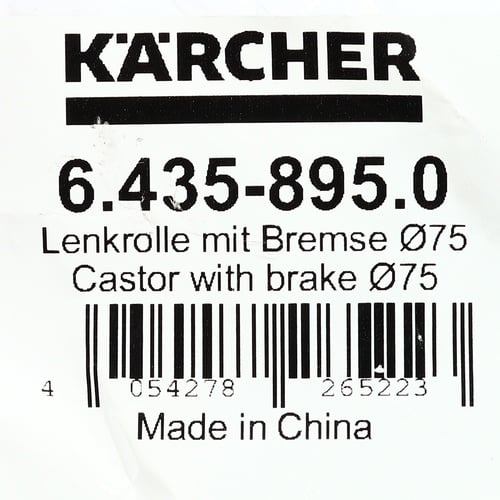 KÄRCHER
6.435-895.0
Lenkrolle mit Bremse Ø75
Castor with brake Ø75
4 054278 265223
Made in China